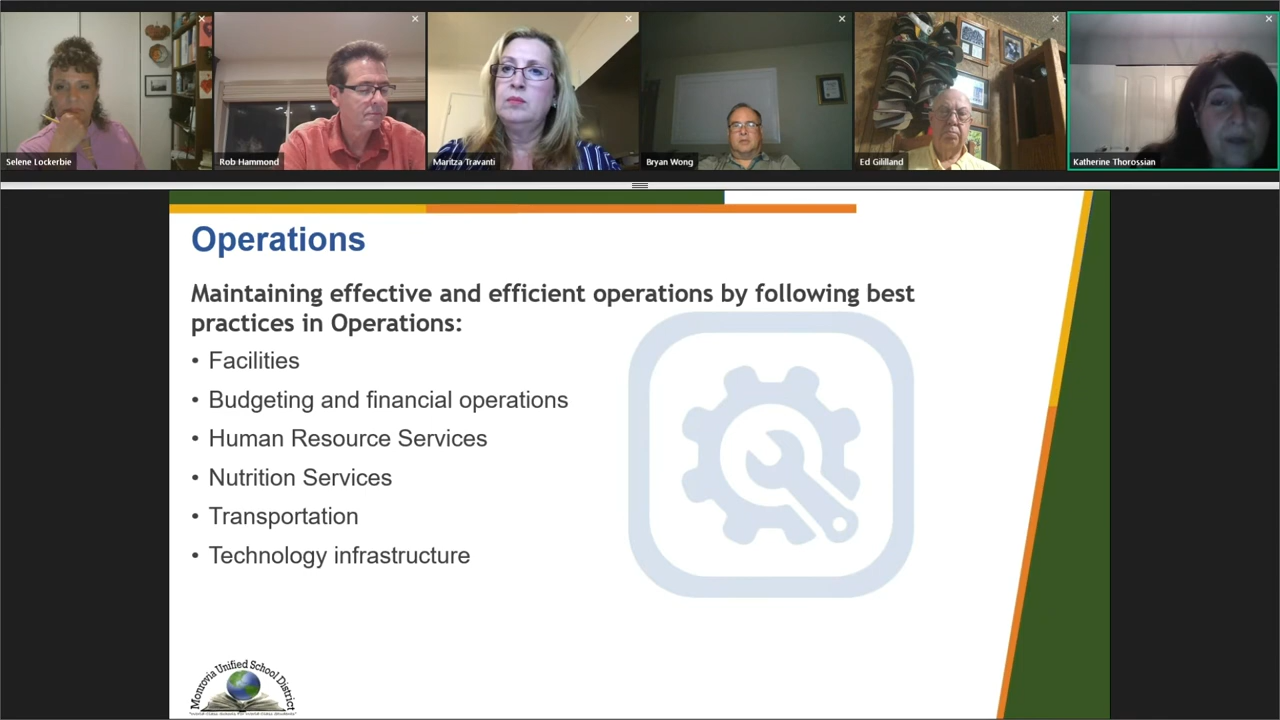 Selene Lockerbie
Rob Hammond
Maritza Travanti
Bryan Wong
Ed Gililland
Katherine Thorossian
Operations
Maintaining effective and efficient operations by following best
practices in Operations:
• Facilities
• Budgeting and financial operations
• Human Resource Services
• Nutrition Services
• Transportation
• Technology infrastructure
Monrovia Unified School District